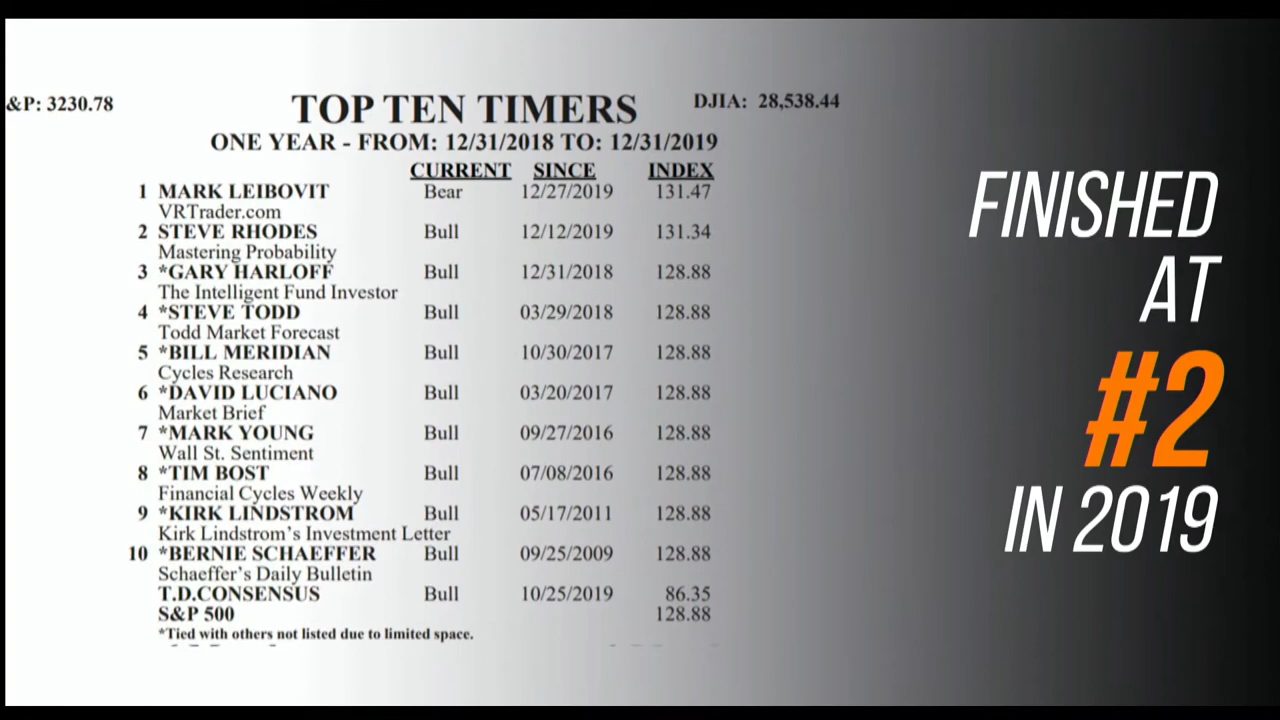 &P: 3230.78
TOP TEN TIMERS
DJIA: 28,538.44
ONE YEAR - FROM: 12/31/2018 TO: 12/31/2019
CURRENT SINCE INDEX
1 MARK LEIBOVIT Bear 12/27/2019 131.47
VRTrader.com
2 STEVE RHODES Bull 12/12/2019 131.34
Mastering Probability
3 *GARY HARLOFF Bull 12/31/2018 128.88
The Intelligent Fund Investor
4 *STEVE TODD Bull 03/29/2018 128.88
Todd Market Forecast
5 *BILL MERIDIAN Bull 10/30/2017 128.88
Cycles Research
6 *DAVID LUCIANO Bull 03/20/2017 128.88
Market Brief
7 *MARK YOUNG Bull 09/27/2016 128.88
Wall St. Sentiment
8 *TIM BOST Bull 07/08/2016 128.88
Financial Cycles Weekly
9 *KIRK LINDSTROM Bull 05/17/2011 128.88
Kirk Lindstrom's Investment Letter
10 *BERNIE SCHAEFFER Bull 09/25/2009 128.88
Schaeffer's Daily Bulletin
T.D.CONSENSUS Bull 10/25/2019 86.35
S&P 500 128.88
*Tied with others not listed due to limited space.
FINISHED
AT
#2
IN 2019